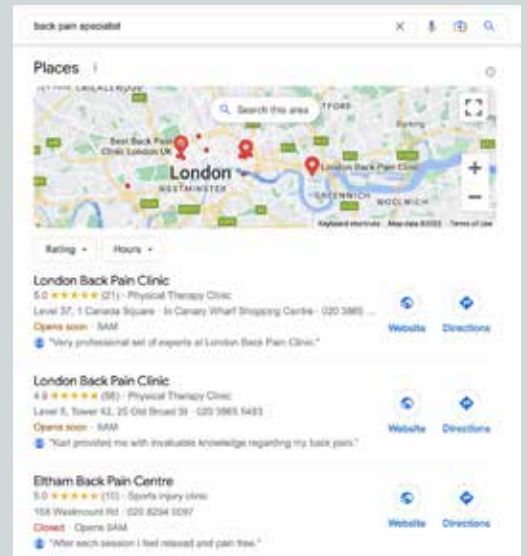 back pain specialist
Places
Search this area
Barking
Best Back Pain
Clinic London UK
London Back Pain Clinic
London
WESTMINSTER
GREENWICH
WOOLWICH
Keyboard shortcuts Map data ©2023 Terms of Use
Rating
Hours
London Back Pain Clinic
5.0 ★★★★★ (21) · Physical Therapy Clinic
Level 37, 1 Canada Square · In Canary Wharf Shopping Centre · 020 3865 ...
Opens soon · 9AM
"Very professional set of experts at London Back Pain Clinic."
Website
Directions
London Back Pain Clinic
4.9 ★★★★★ (56) · Physical Therapy Clinic
Level 5, Tower 42, 25 Old Broad St · 020 3865 5483
Opens soon · 9AM
"Karl provided me with invaluable knowledge regarding my back pain."
Website
Directions
Eltham Back Pain Centre
5.0 ★★★★★ (10) · Sports injury clinic
Westmount Rd · 020 8294 0097
Closed · Opens 9AM
"After each session I feel relaxed and pain free."
Website
Directions